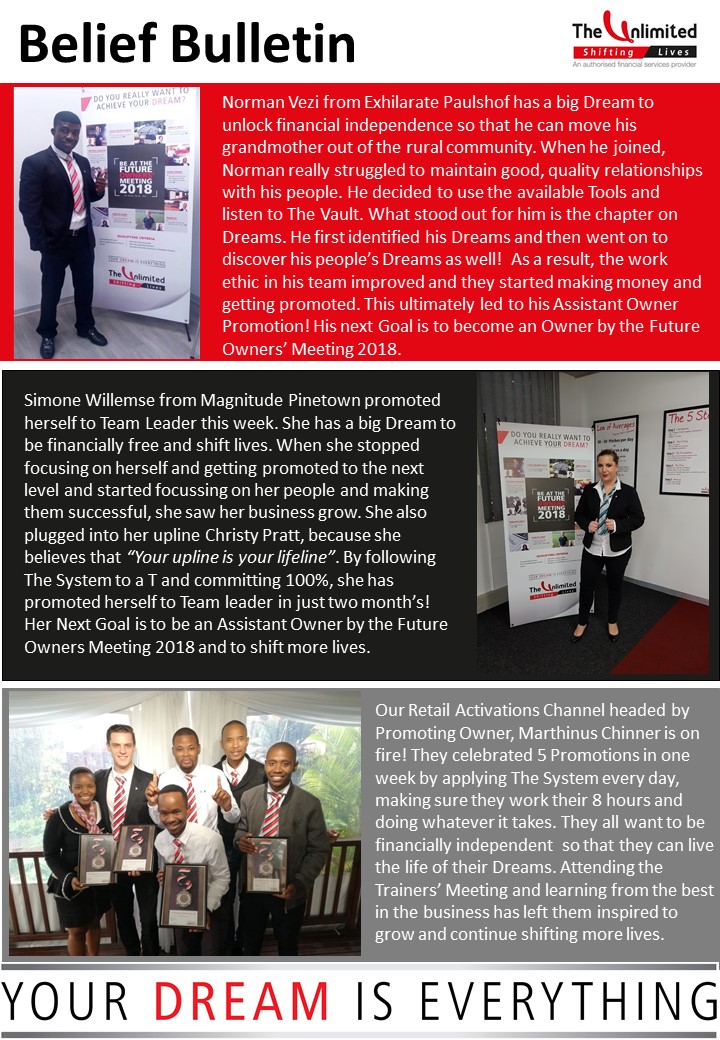 Belief Bulletin
The Unlimited
Shifting Lives
An authorised financial services provider
DO YOU REALLY WANT TO
ACHIEVE YOUR DREAM?
BE AT THE
FUTURE
OWNERS'
MEETING
2018
QUALIFYING CRITERIA
YOUR DREAM IS EVERYTHING
The Unlimited
Shifting Lives
Norman Vezi from Exhilarate Paulshof has a big Dream to
unlock financial independence so that he can move his
grandmother out of the rural community. When he joined,
Norman really struggled to maintain good, quality relationships
with his people. He decided to use the available Tools and
listen to The Vault. What stood out for him is the chapter on
Dreams. He first identified his Dreams and then went on to
discover his people's Dreams as well! As a result, the work
ethic in his team improved and they started making money and
getting promoted. This ultimately led to his Assistant Owner
Promotion! His next Goal is to become an Owner by the Future
Owners' Meeting 2018.
Simone Willemse from Magnitude Pinetown promoted
herself to Team Leader this week. She has a big Dream to
be financially free and shift lives. When she stopped
focusing on herself and getting promoted to the next
level and started focussing on her people and making
them successful, she saw her business grow. She also
plugged into her upline Christy Pratt, because she
believes that “Your upline is your lifeline”. By following
The System to a T and committing 100%, she has
promoted herself to Team leader in just two month's!
Her Next Goal is to be an Assistant Owner by the Future
Owners Meeting 2018 and to shift more lives.
DO YOU REALLY WANT TO
ACHIEVE YOUR DREAM?
BE AT THE
FUTURE
OWNERS'
MEETING
2018
The Unlimited
Shifting Lives
Law of Averages
The 5 St
Our Retail Activations Channel headed by
Promoting Owner, Marthinus Chinner is on
fire! They celebrated 5 Promotions in one
week by applying The System every day,
making sure they work their 8 hours and
doing whatever it takes. They all want to be
financially independent so that they can live
the life of their Dreams. Attending the
Trainers' Meeting and learning from the best
in the business has left them inspired to
grow and continue shifting more lives.
YOUR DREAM IS EVERYTHING